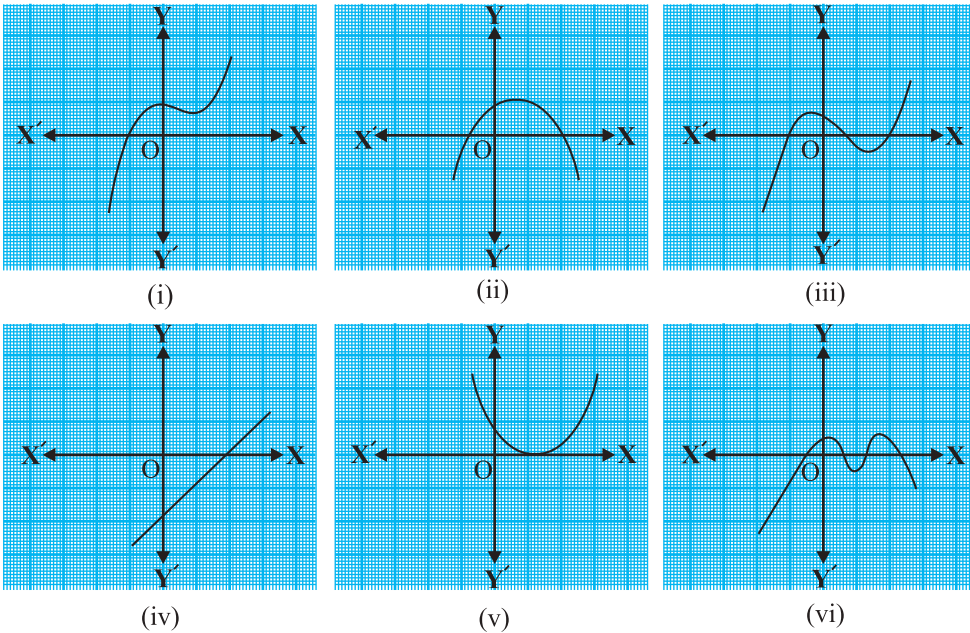 Y Y Y
X′ O X X′ O X X′ O X
Y′ Y′ Y′
(i) (ii) (iii)
Y Y Y
X′ O X X′ O X X′ O X
Y′ Y′ Y′
(iv) (v) (vi)